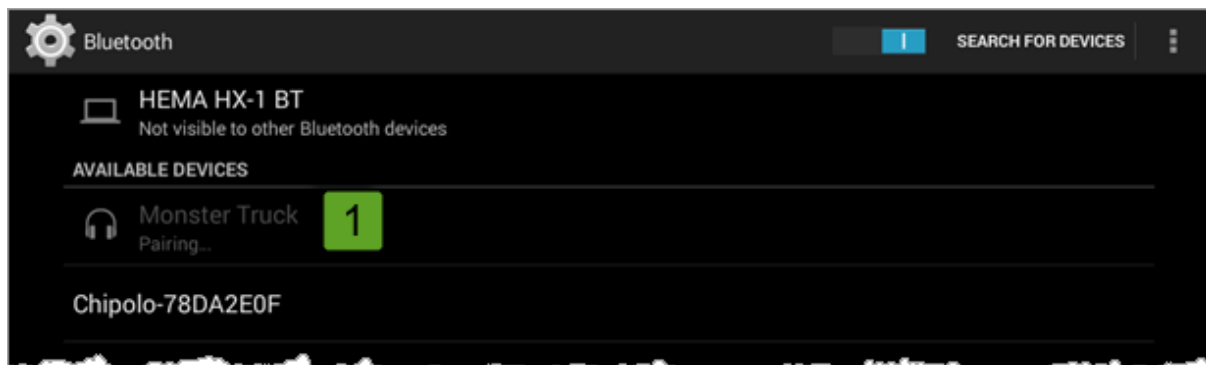 Bluetooth
SEARCH FOR DEVICES
HEMA HX-1 BT
Not visible to other Bluetooth devices
AVAILABLE DEVICES
Monster Truck
1
Pairing...
Chipolo-78DA2E0F